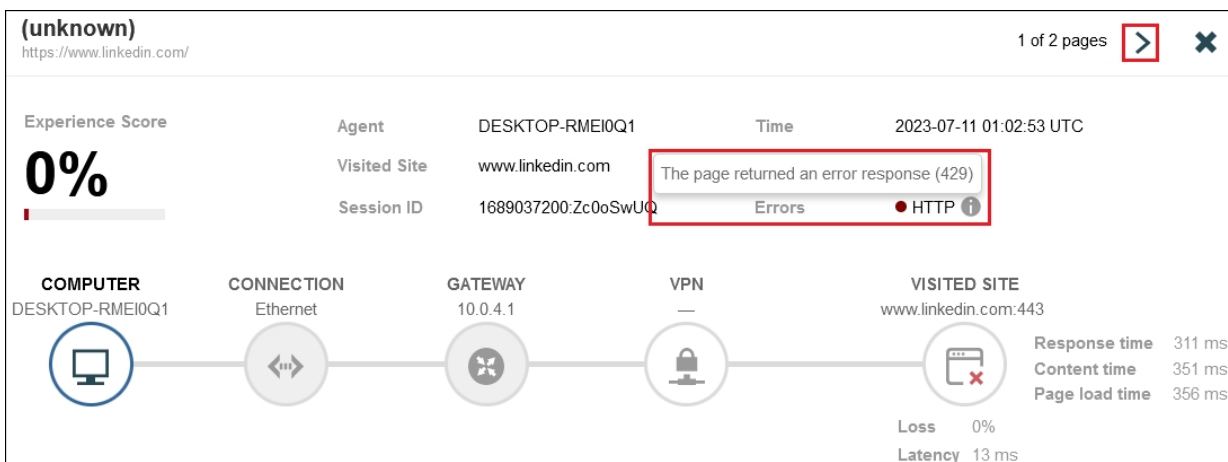 (unknown)
https://www.linkedin.com/
1 of 2 pages
Experience Score
0%
Agent DESKTOP-RMEI0Q1 Time 2023-07-11 01:02:53 UTC
Visited Site www.linkedin.com
The page returned an error response (429)
Session ID 1689037200:Zc0oSwUQ Errors HTTP
COMPUTER CONNECTION GATEWAY VPN VISITED SITE
DESKTOP-RMEI0Q1 Ethernet 10.0.4.1 — www.linkedin.com:443
Response time 311 ms
Content time 351 ms
Page load time 356 ms
Loss 0%
Latency 13 ms